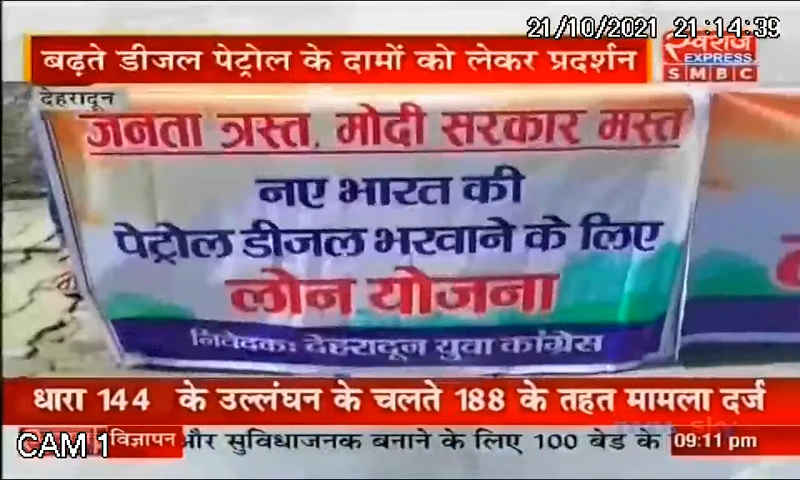 21/10/2021 21:14:39
बढ़ते डीजल पेट्रोल के दामों को लेकर प्रदर्शन
स्वराज
EXPRESS
SMBC
देहरादून
जनता त्रस्त, मोदी सरकार मस्त
नए भारत की
पेट्रोल डीजल भरवाने के लिए
लोन योजना
निवेदकः देहरादून युवा कांग्रेस
धारा 144 के उल्लंघन के चलते 188 के तहत मामला दर्ज
CAM 1
विज्ञापन और सुविधाजनक बनाने के लिए 100 बेड के 09:11 pm